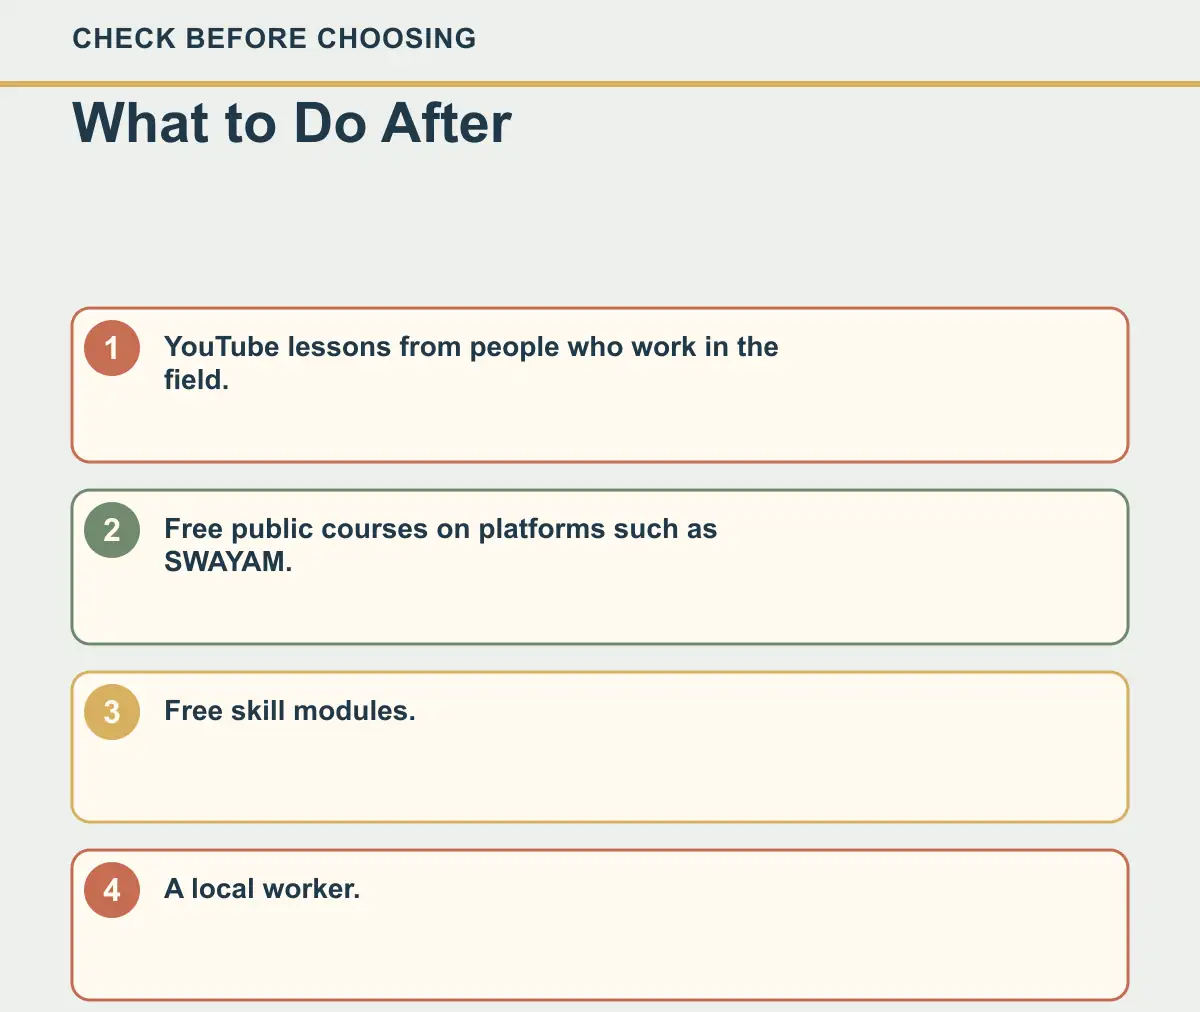 CHECK BEFORE CHOOSING
What to Do After
1
YouTube lessons from people who work in the
field.
2
Free public courses on platforms such as
SWAYAM.
3
Free skill modules.
4
A local worker.